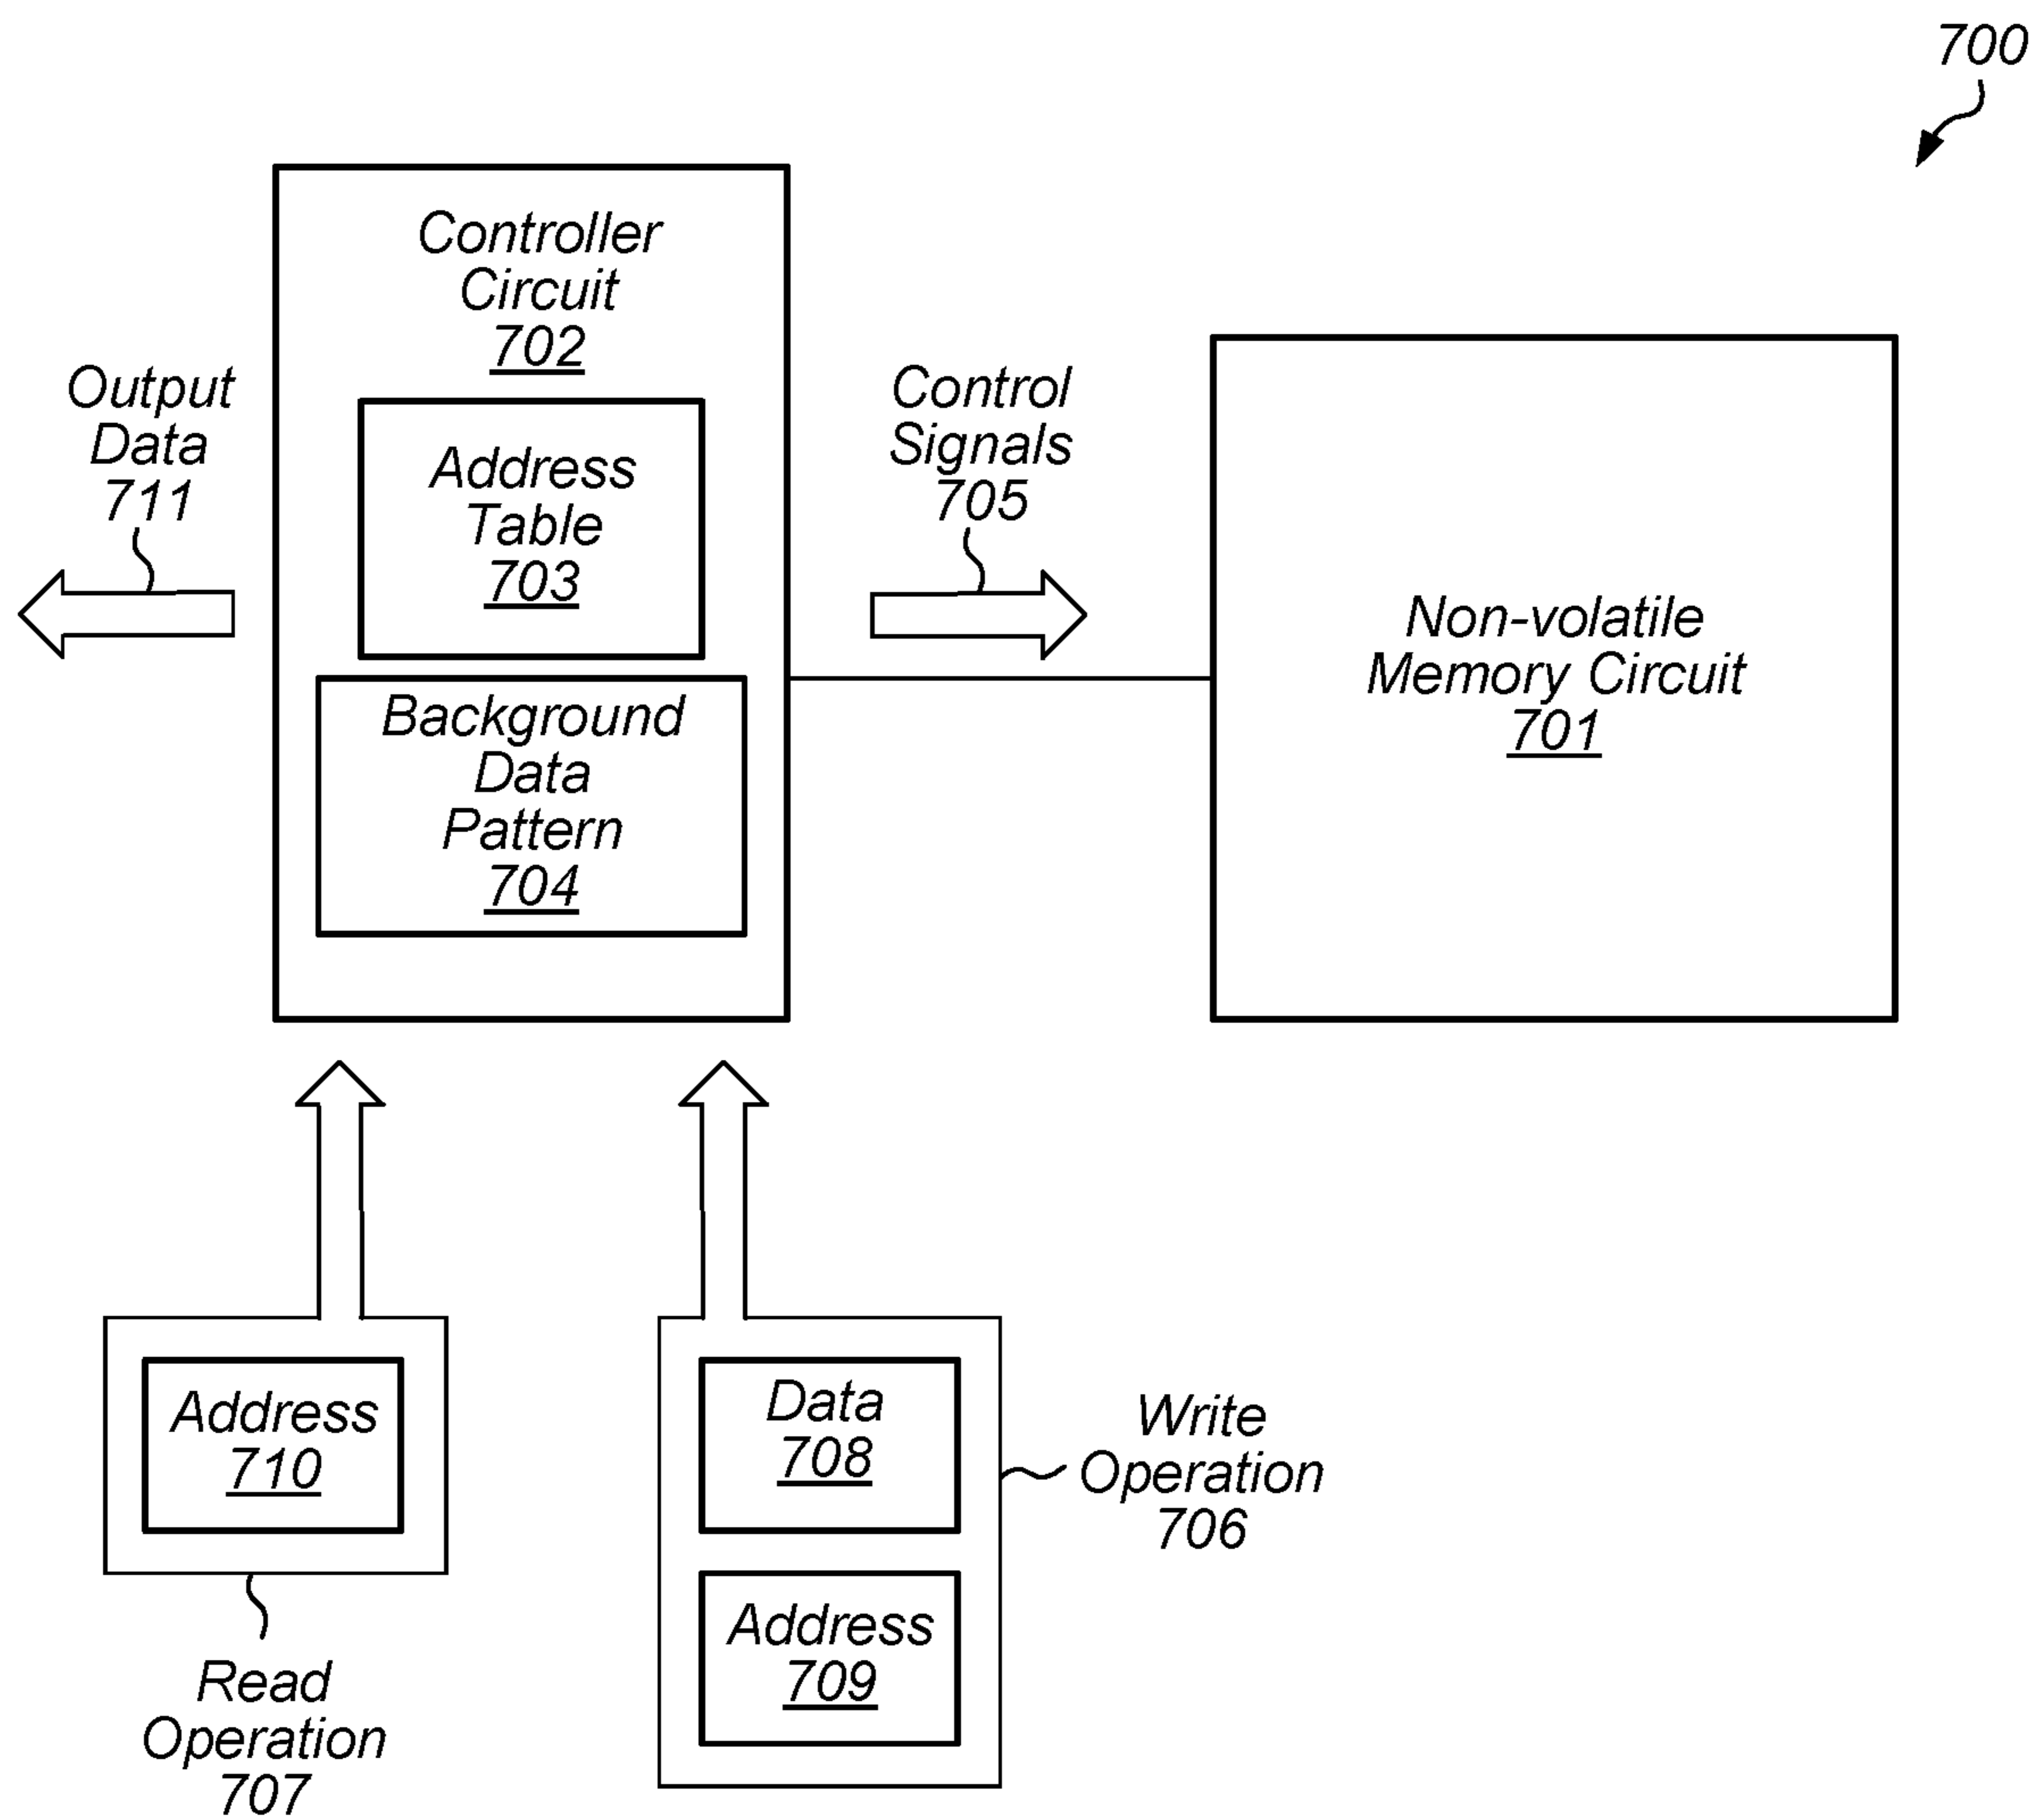 700
Controller
Circuit
702
Output
Data
711
Address
Table
703
Control
Signals
705
Background
Data
Pattern
704
Non-volatile
Memory Circuit
701
Address
710
Read
Operation
707
Data
708
Address
709
Write
Operation
706